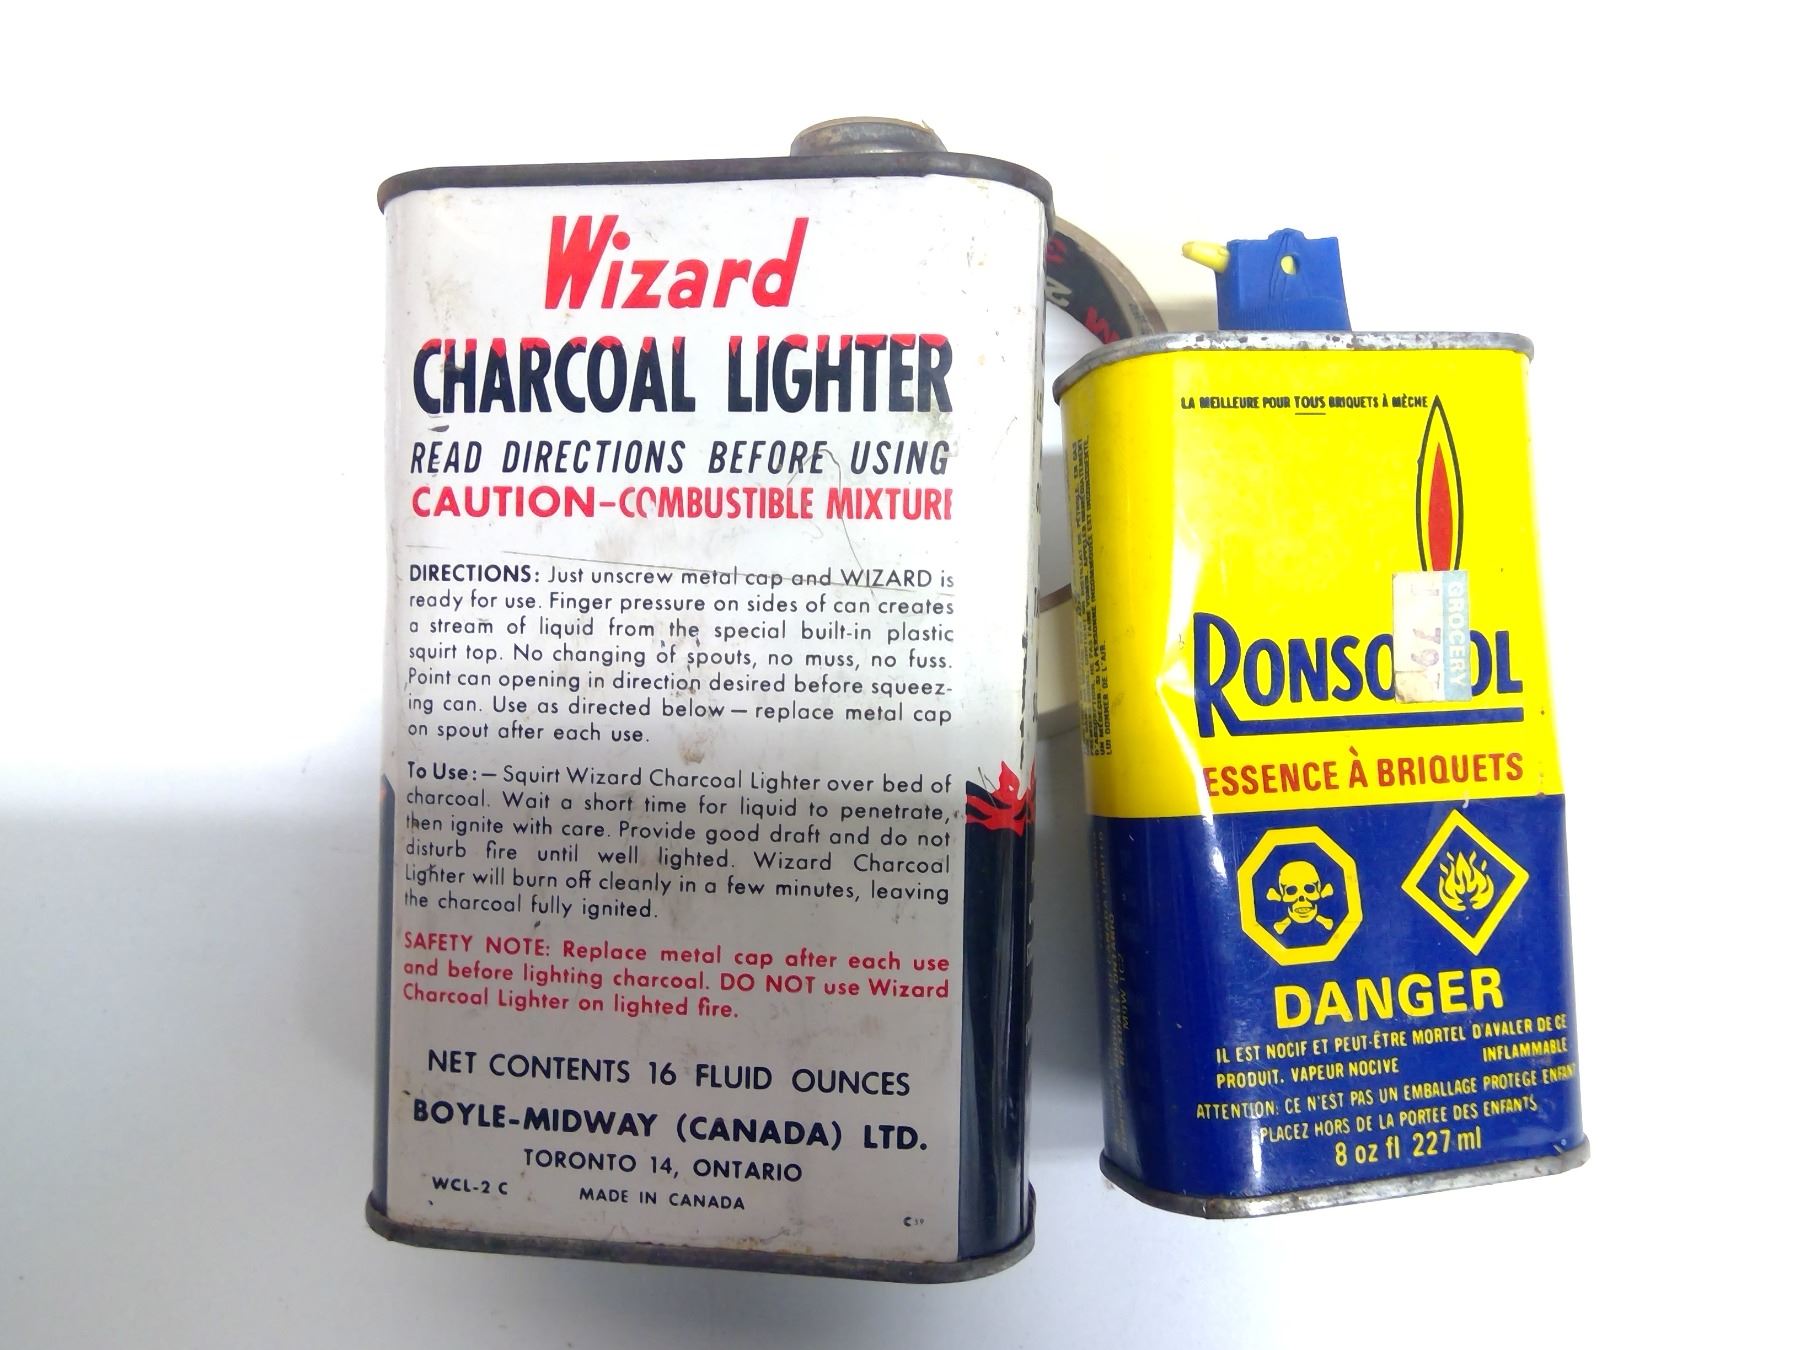 Wizard
CHARCOAL LIGHTER
READ DIRECTIONS BEFORE USING
CAUTION-COMBUSTIBLE MIXTURE
DIRECTIONS: Just unscrew metal cap and WIZARD is
ready for use. Finger pressure on sides of can creates
a stream of liquid from the special built-in plastic
squirt top. No changing of spouts, no muss, no fuss.
Point can opening in direction desired before squeez-
ing can. Use as directed below — replace metal cap
on spout after each use.
To Use:— Squirt Wizard Charcoal Lighter over bed of
charcoal. Wait a short time for liquid to penetrate,
then ignite with care. Provide good draft and do not
disturb fire until well lighted. Wizard Charcoal
Lighter will burn off cleanly in a few minutes, leaving
the charcoal fully ignited.
SAFETY NOTE: Replace metal cap after each use
and before lighting charcoal. DO NOT use Wizard
Charcoal Lighter on lighted fire.
NET CONTENTS 16 FLUID OUNCES
BOYLE-MIDWAY (CANADA) LTD.
TORONTO 14, ONTARIO
WCL-2 C
MADE IN CANADA
LA MEILLEURE POUR TOUS BRIQUETS À MÈCHE
GROCERY
RONSO OL
ESSENCE À BRIQUETS
DANGER
IL EST NOCIF ET PEUT-ÊTRE MORTEL D'AVALER DE CE
PRODUIT. VAPEUR NOCIVE INFLAMMABLE
ATTENTION: CE N'EST PAS UN EMBALLAGE PROTEGE ENFANT
PLACEZ HORS DE LA PORTEE DES ENFANTS
8 oz fl 227 ml